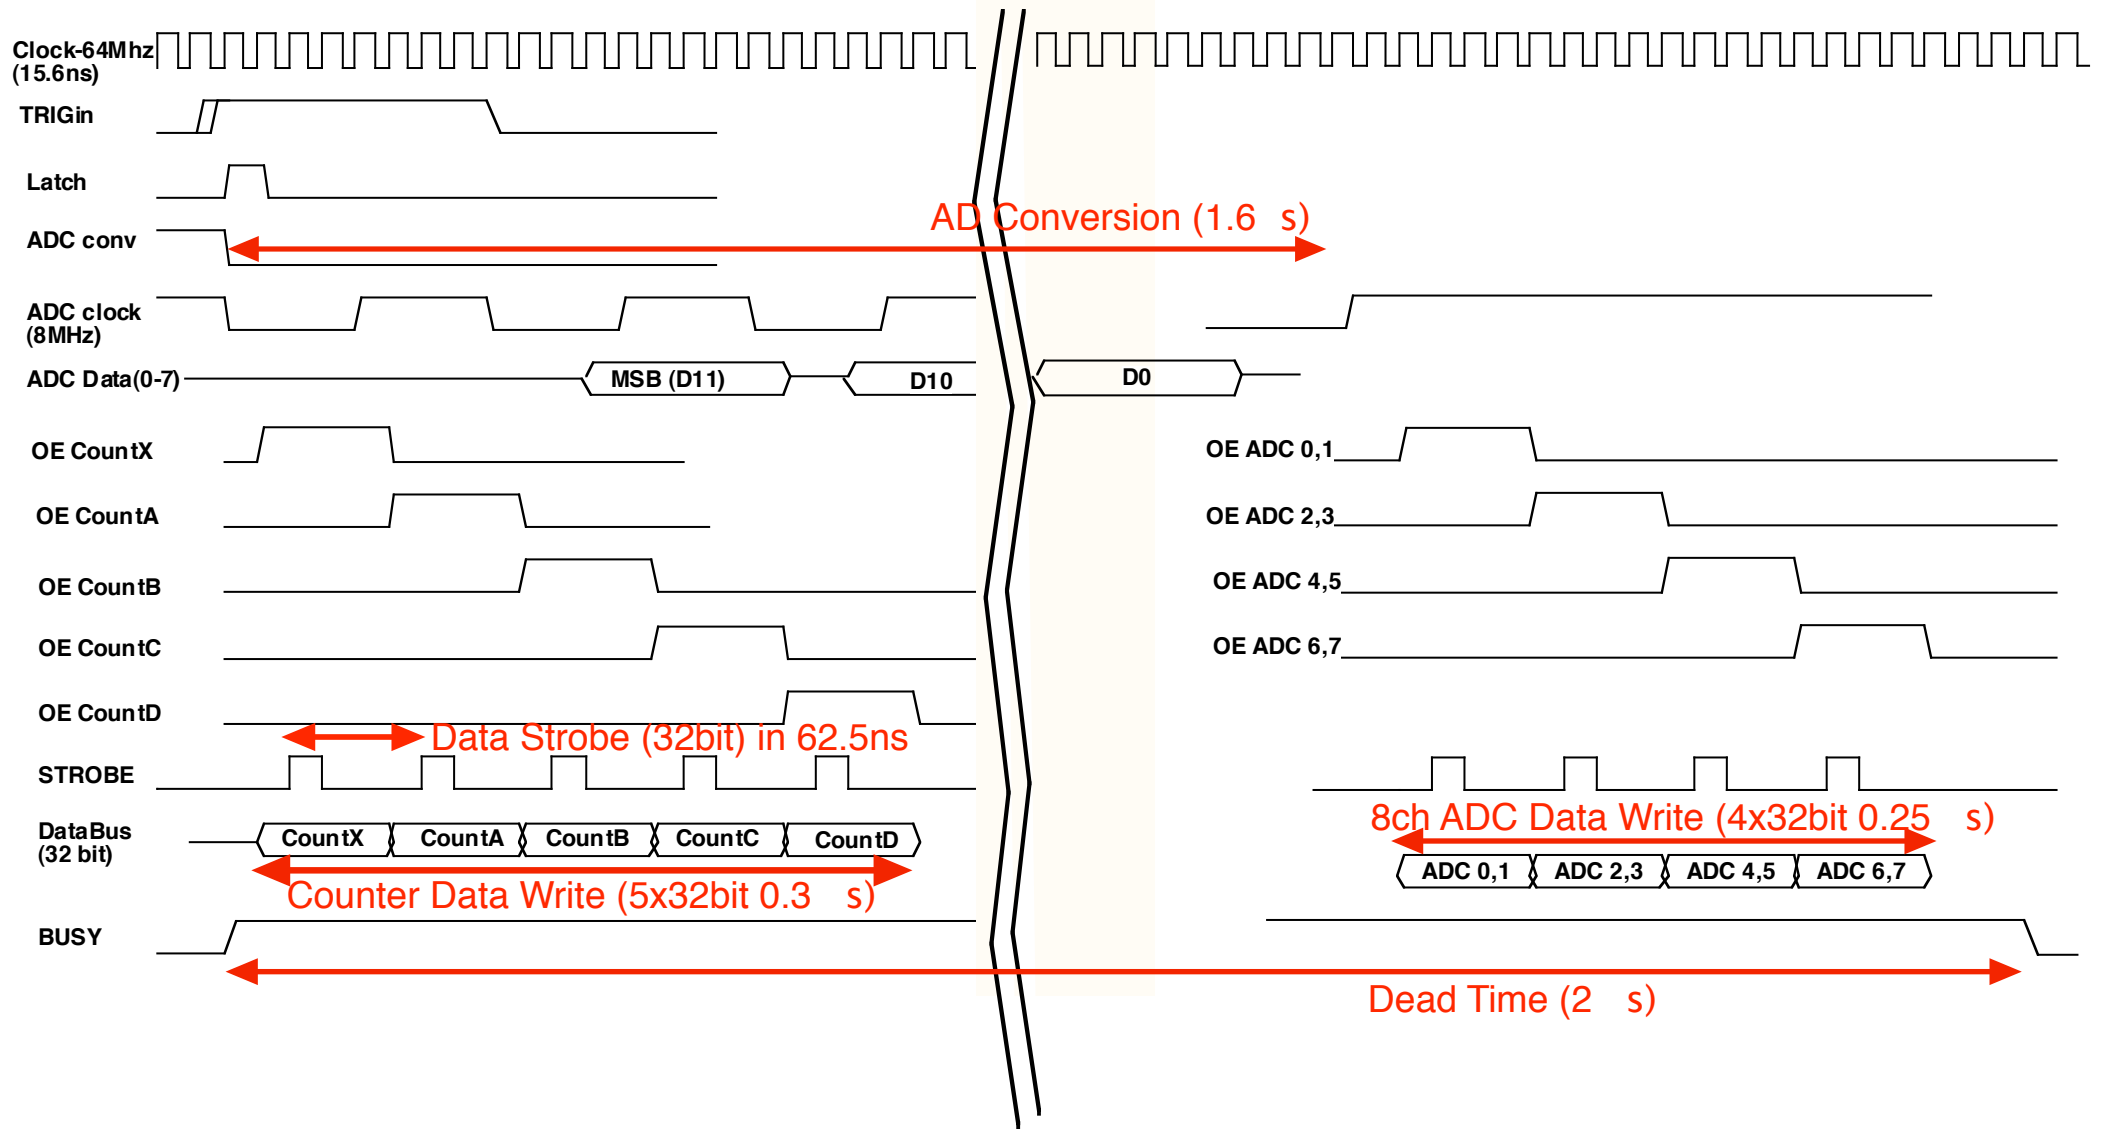 Clock-64Mhz
(15.6ns)
TRIGin
Latch
AD Conversion (1.6 s)
ADC conv
ADC clock
(8MHz)
ADC Data(0-7)
MSB (D11)
D10
D0
OE CountX
OE ADC 0,1
OE CountA
OE ADC 2,3
OE CountB
OE ADC 4,5
OE CountC
OE ADC 6,7
OE CountD
Data Strobe (32bit) in 62.5ns
STROBE
8ch ADC Data Write (4x32bit 0.25 s)
DataBus
(32 bit)
CountX
CountA
CountB
CountC
CountD
ADC 0,1
ADC 2,3
ADC 4,5
ADC 6,7
Counter Data Write (5x32bit 0.3 s)
BUSY
Dead Time (2 s)